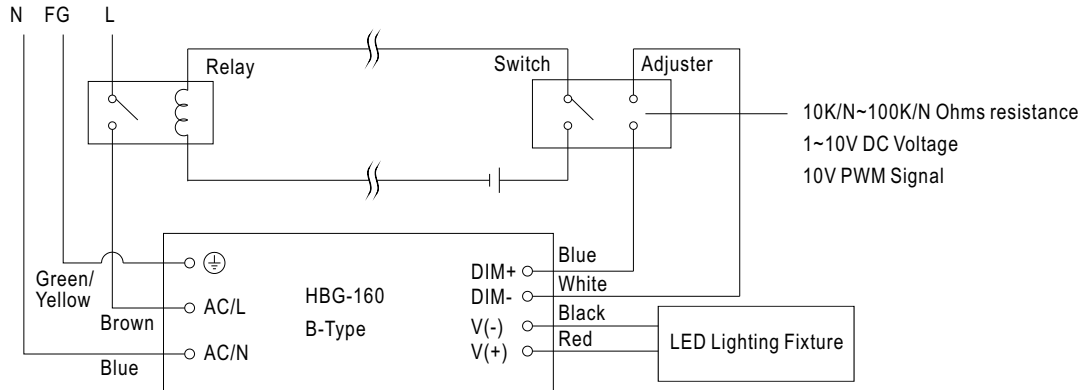 N FG L
Relay
Switch
Adjuster
10K/N~100K/N Ohms resistance
1~10V DC Voltage
10V PWM Signal
Green/
Yellow
Brown
Blue
AC/L
AC/N
HBG-160
B-Type
DIM+
DIM-
V(-)
V(+)
Blue
White
Black
Red
LED Lighting Fixture